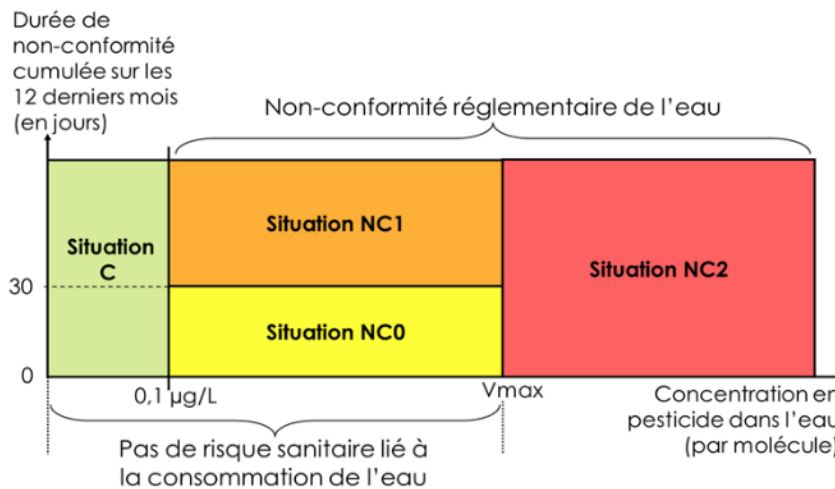 Durée de
non-conformité
cumulée sur les
12 derniers mois
(en jours)
Non-conformité réglementaire de l'eau
Situation
C
Situation NC1
Situation NC2
30
Situation NC0
0
0,1 µg/L
Vmax
Concentration en
pesticide dans l'eau
(par molécule)
Pas de risque sanitaire lié à
la consommation de l'eau